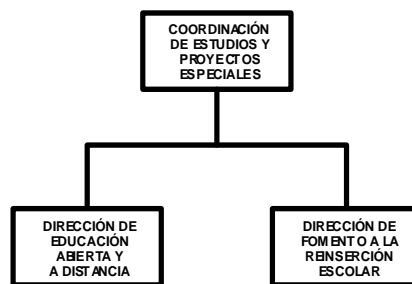 COORDINACIÓN
DE ESTUDIOS Y
PROYECTOS
ESPECIALES
DIRECCIÓN DE
EDUCACIÓN
ABIERTA Y
A DISTANCIA
DIRECCIÓN DE
FOMENTO A LA
REINSERCIÓN
ESCOLAR